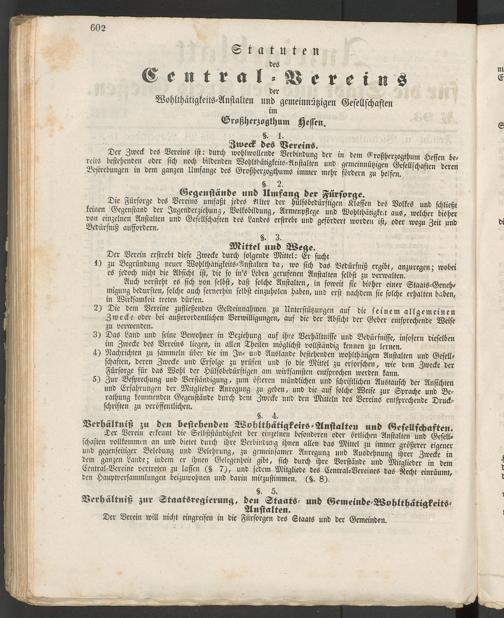 602
Statuten
des
Central-Vereins
der
Wohlthätigkeits-Anstalten und gemeinnützigen Gesellschaften
im
Großherzogthum Hessen.
§. 1.
Zweck des Vereins.
Der Zweck des Vereins ist: durch wohlwollende Verbindung der in dem Großherzogthum Hessen be-
reits bestehenden oder sich noch bildenden Wohlthätigkeits-Anstalten und gemeinnützigen Gesellschaften deren
Bestrebungen in dem ganzen Umfange des Großherzogthums immer mehr fördern zu helfen.
§. 2.
Gegenstände und Umfang der Fürsorge.
Die Fürsorge des Vereins umfaßt jedes Alter der hülfsbedürftigen Klassen des Volkes und schließt
keinen Gegenstand der Jugenderziehung, Volksbildung, Armenpflege und Wohlthätigkeit aus, welcher bisher
von einzelnen Anstalten und Gesellschaften des Landes erstrebt und gefördert worden ist, oder wozu Zeit und
Bedürfniß auffordern.
§. 3.
Mittel und Wege.
Der Verein erstrebt diese Zwecke durch folgende Mittel: Er sucht
1) zu Begründung neuer Wohlthätigkeits-Anstalten da, wo sich das Bedürfniß ergibt, anzuregen; wobei
es jedoch nicht die Absicht ist, die so in's Leben gerufenen Anstalten selbst zu verwalten.
Auch versteht es sich von selbst, daß solche Anstalten, in soweit sie bisher einer Staats-Geneh-
migung bedurften, solche auch fernerhin selbst einzuholen haben, und erst nachdem sie solche erhalten haben,
in Wirksamkeit treten dürfen.
2) Die dem Vereine zufließenden Geldeinnahmen zu Unterstützungen auf die seinem allgemeinen
Zwecke oder bei außerordentlichen Verwilligungen, auf die der Absicht der Geber entsprechende Weise
zu verwenden.
3) Das Land und seine Bewohner in Beziehung auf ihre Verhältnisse und Bedürfnisse, insofern dieselben
im Zwecke des Vereins liegen, in allen Theilen möglichst vollständig kennen zu lernen.
4) Nachrichten zu sammeln über die im In- und Auslande bestehenden wohlthätigen Anstalten und Gesell-
schaften, deren Zwecke und Erfolge zu prüfen und so die Mittel zu erforschen, wie dem Zwecke der
Fürsorge für das Wohl der Hülfsbedürftigen am wirksamsten entsprochen werden kann.
5) Zur Besprechung und Verständigung, zum öfteren mündlichen und schriftlichen Austausch der Ansichten
und Erfahrungen der Mitglieder Anregung zu geben, und die auf solche Weise zur Sprache und Be-
rathung kommenden Gegenstände durch dem Zweck und den Mitteln des Vereins entsprechende Druck-
schriften zu veröffentlichen.
§. 4.
Verhältniß zu den bestehenden Wohlthätigkeits-Anstalten und Gesellschaften.
Der Verein erkennt die Selbstständigkeit der einzelnen besonderen oder örtlichen Anstalten und Gesell-
schaften vollkommen an und bietet durch ihre Verbindung ihnen allen das Mittel zu immer größerer eigener
und gegenseitiger Belebung und Belehrung, zu gemeinsamer Anregung und Ausdehnung ihrer Zwecke in
dem ganzen Lande; indem er ihnen Gelegenheit gibt, sich durch ihre Vorstände und Mitglieder in dem
Central-Vereine vertreten zu lassen (§ 7), und jedem Mitgliede des Central-Vereines das Recht einräumt,
den Hauptversammlungen beizuwohnen und darin mitzustimmen. (§ 8).
§. 5.
Verhältniß zur Staatsregierung, den Staats- und Gemeinde-Wohlthätigkeits-
Anstalten.
Der Verein will nicht eingreifen in die Fürsorgen des Staats und der Gemeinden.